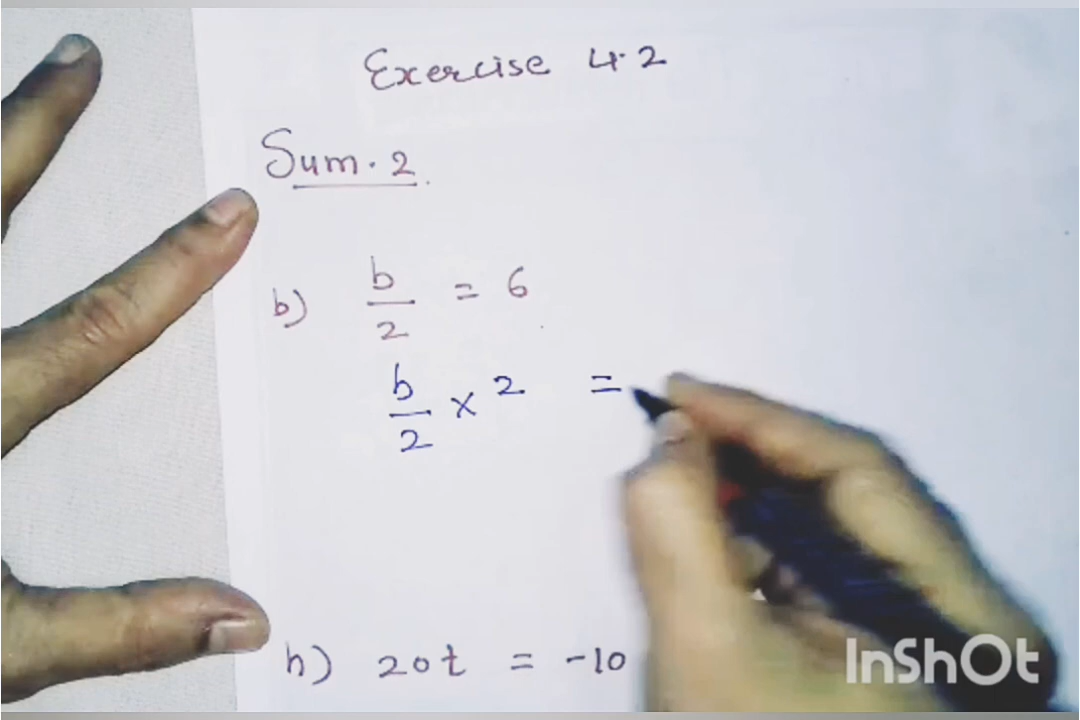 Exercise 4.2
Sum. 2.
b) b/2 = 6
b/2 × 2 =
h) 20t = -10
InShOt